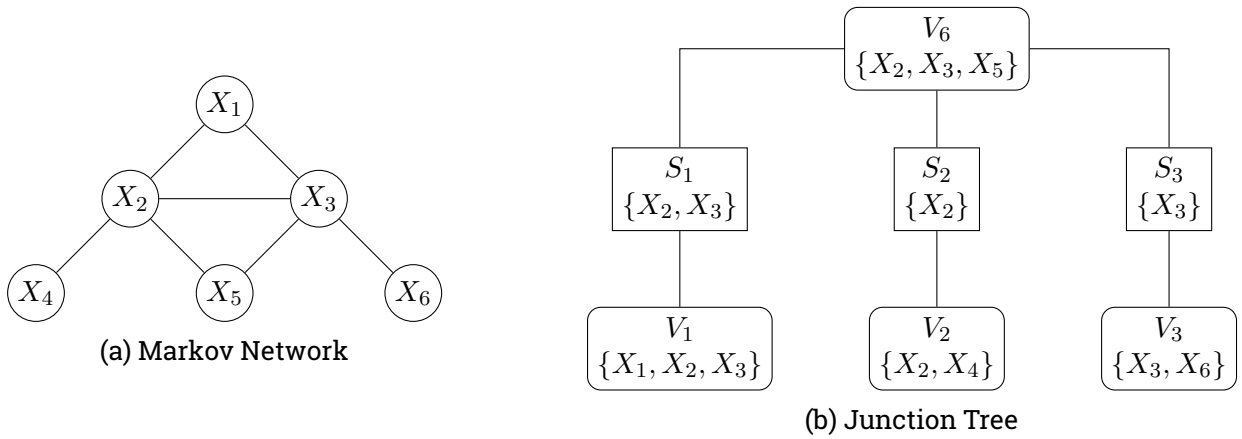 X₁
X₂
X₃
X₄
X₅
X₆
(a) Markov Network
V₆
{X₂, X₃, X₅}
S₁
{X₂, X₃}
S₂
{X₂}
S₃
{X₃}
V₁
{X₁, X₂, X₃}
V₂
{X₂, X₄}
V₃
{X₃, X₆}
(b) Junction Tree